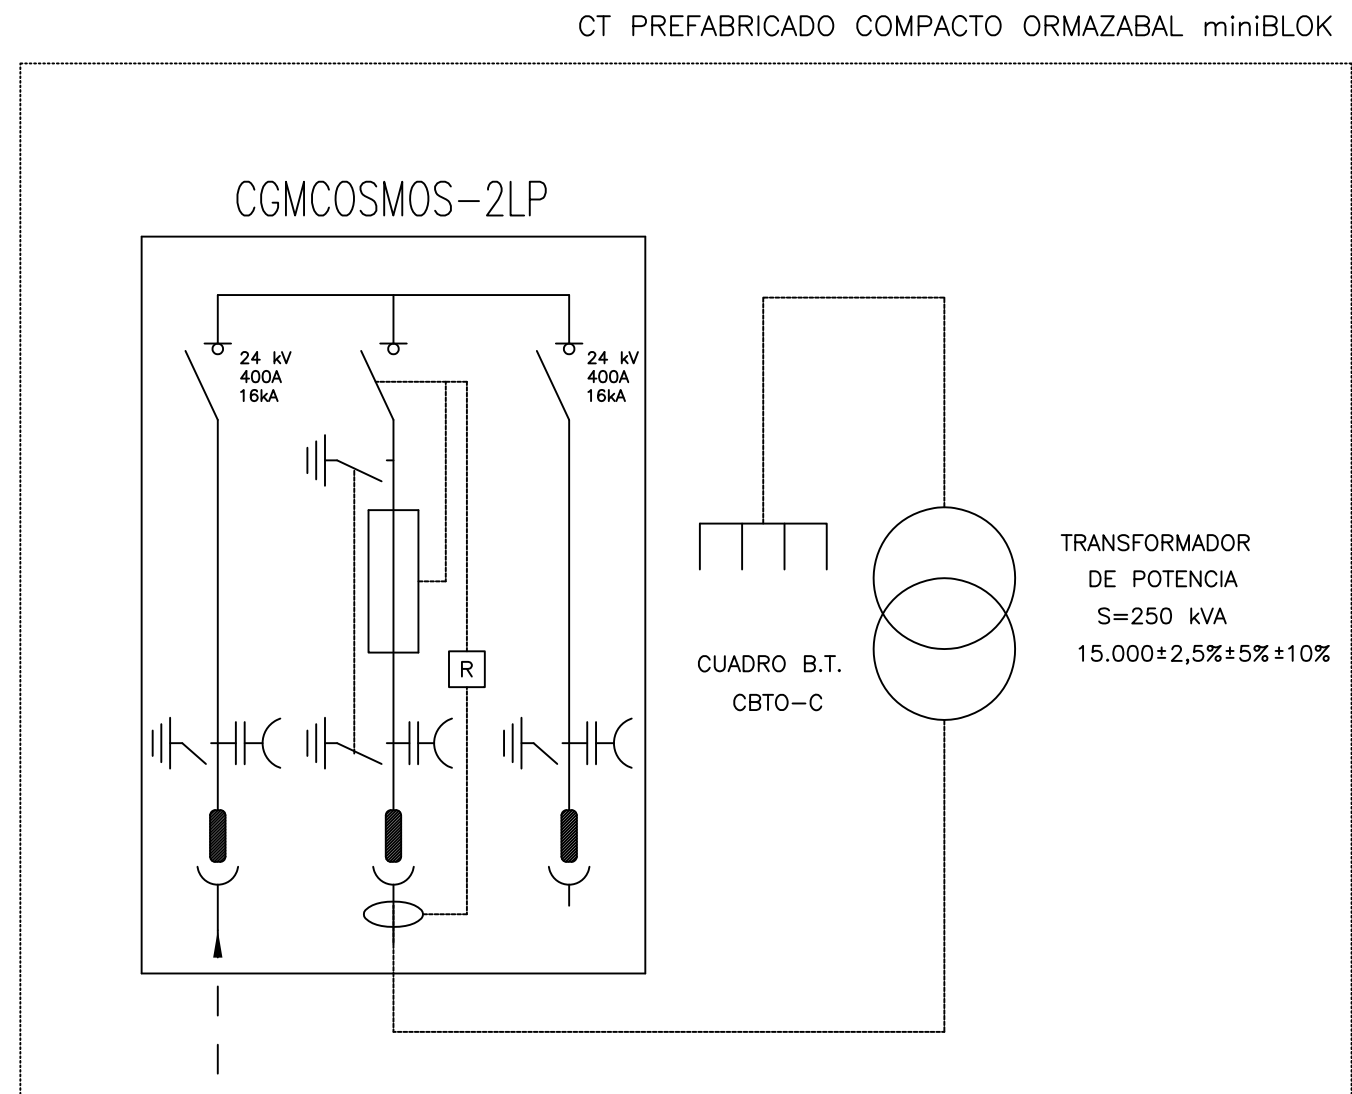 CT PREFABRICADO COMPACTO ORMAZABAL miniBLOK
CGMCOSMOS-2LP
24 kV
400A
16kA
24 kV
400A
16kA
R
CUADRO B.T.
CBTO-C
TRANSFORMADOR
DE POTENCIA
S=250 kVA
15.000±2,5%±5%±10%